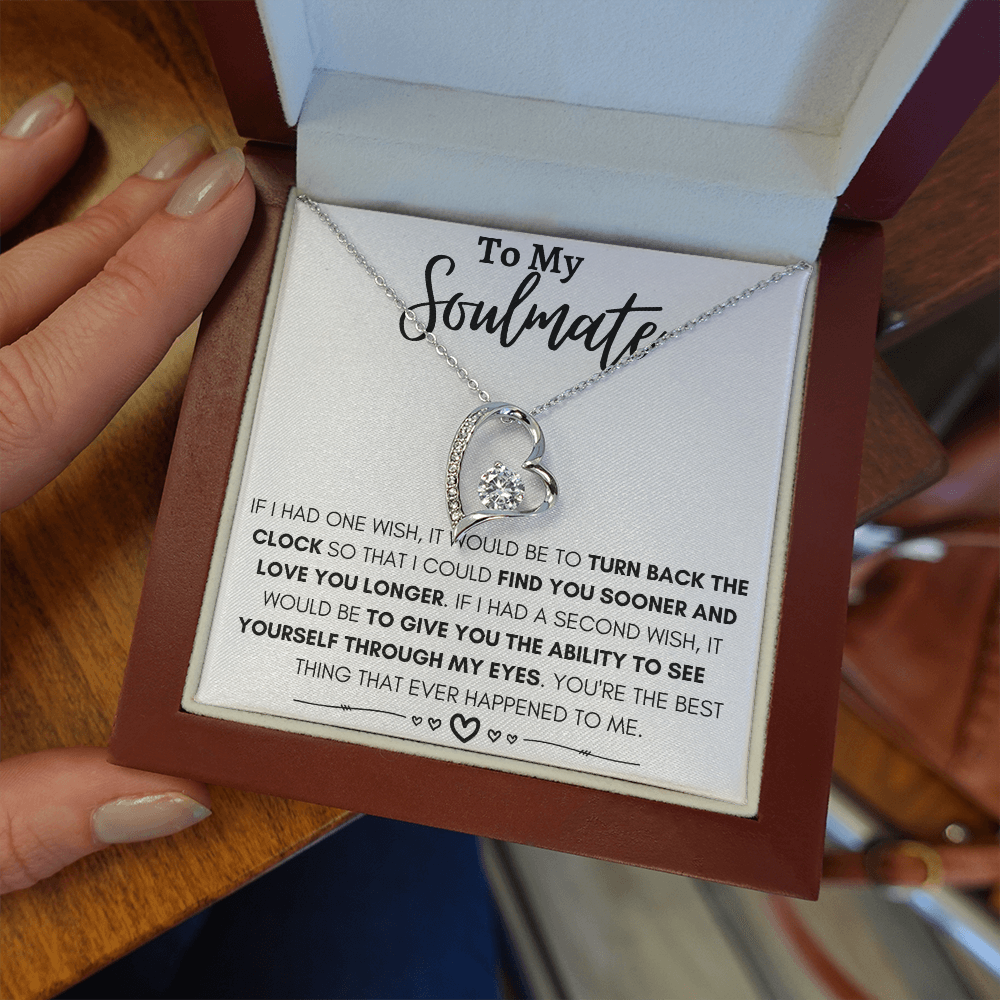 To My
Soulmate
IF I HAD ONE WISH, IT WOULD BE TO TURN BACK THE
CLOCK SO THAT I COULD FIND YOU SOONER AND
LOVE YOU LONGER. IF I HAD A SECOND WISH, IT
WOULD BE TO GIVE YOU THE ABILITY TO SEE
YOURSELF THROUGH MY EYES. YOU'RE THE BEST
THING THAT EVER HAPPENED TO ME.